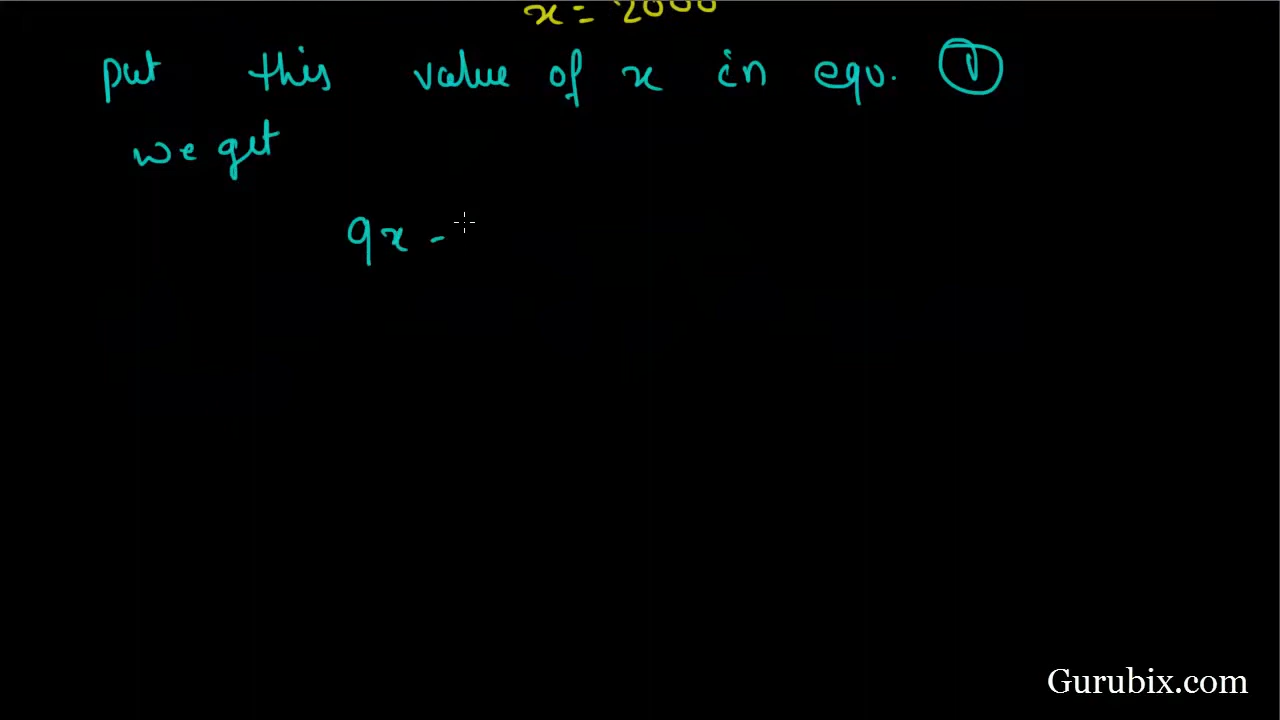 x = 2000
put this value of x in equ. ①
we get
9x -
Gurubix.com